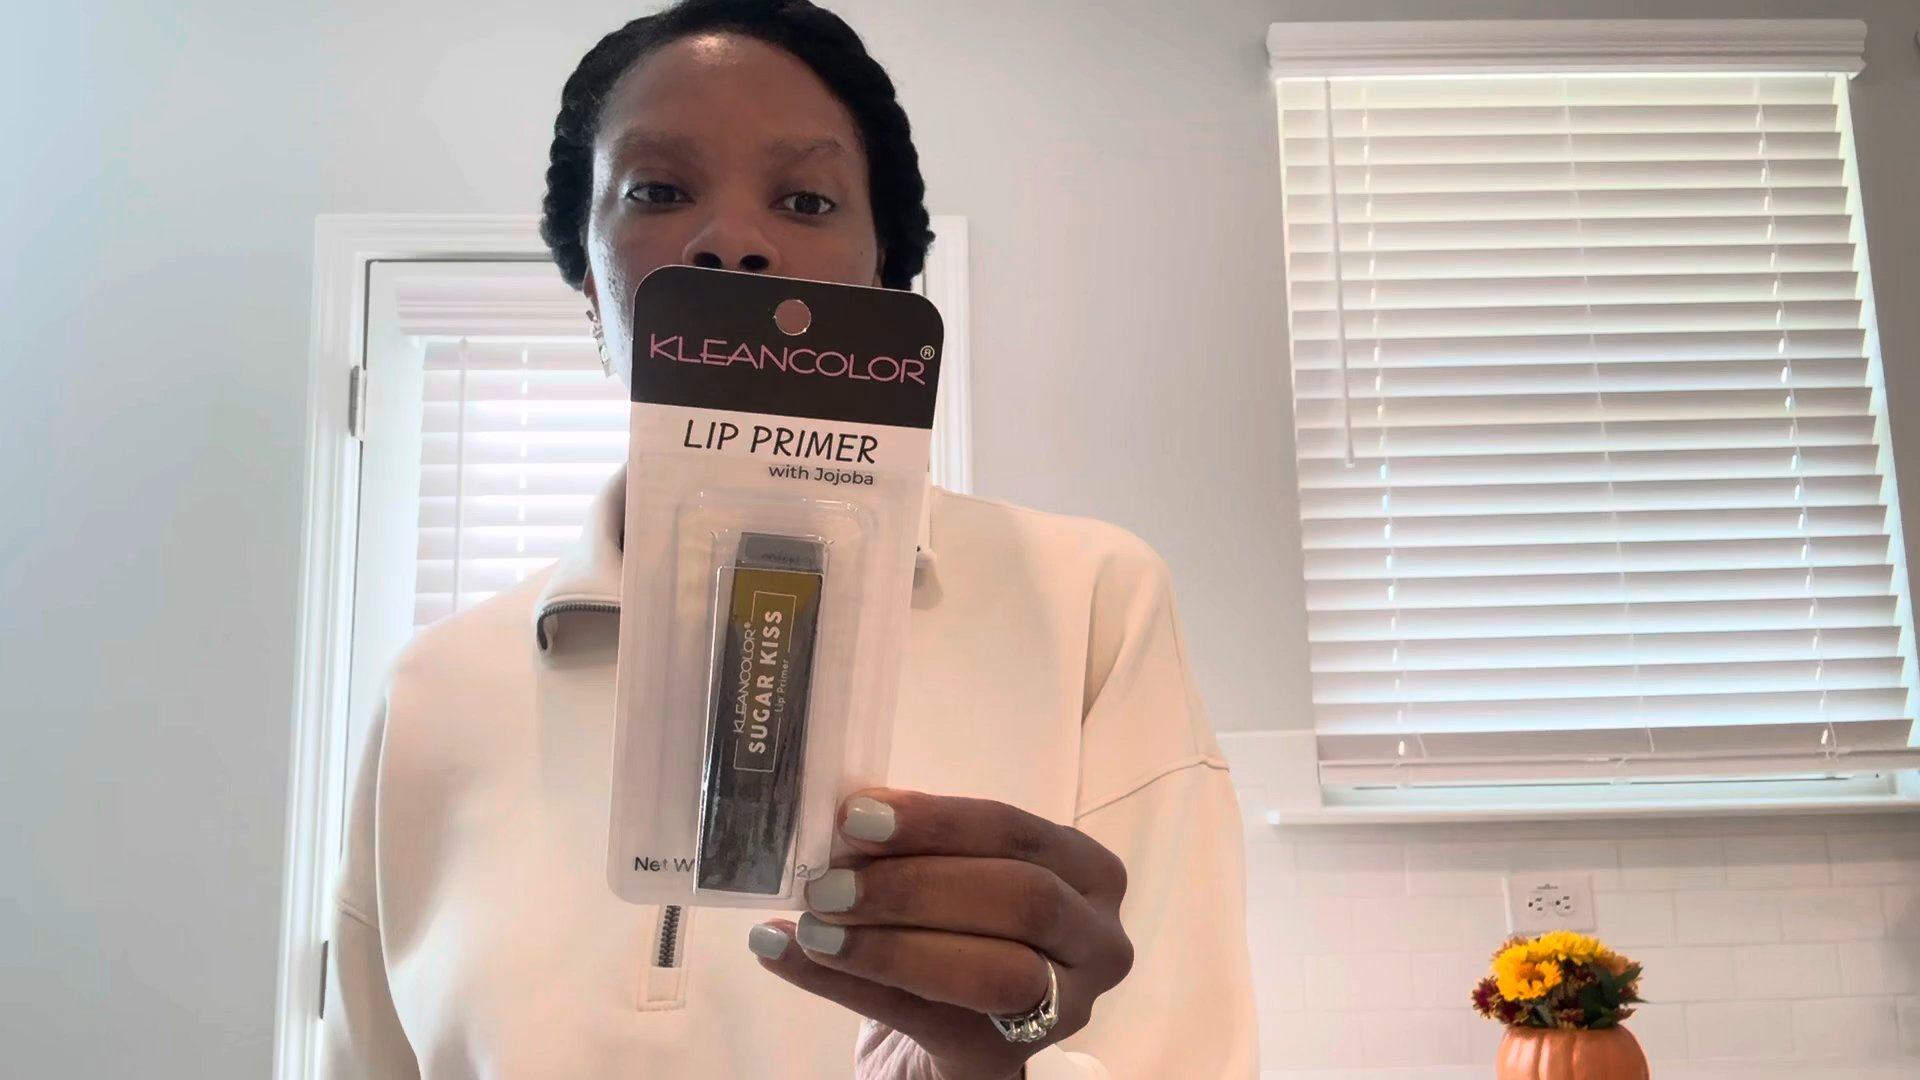 KLEANCOLOR®
LIP PRIMER
with Jojoba
KLEANCOLOR®
SUGAR KISS
Lip Primer
Net W